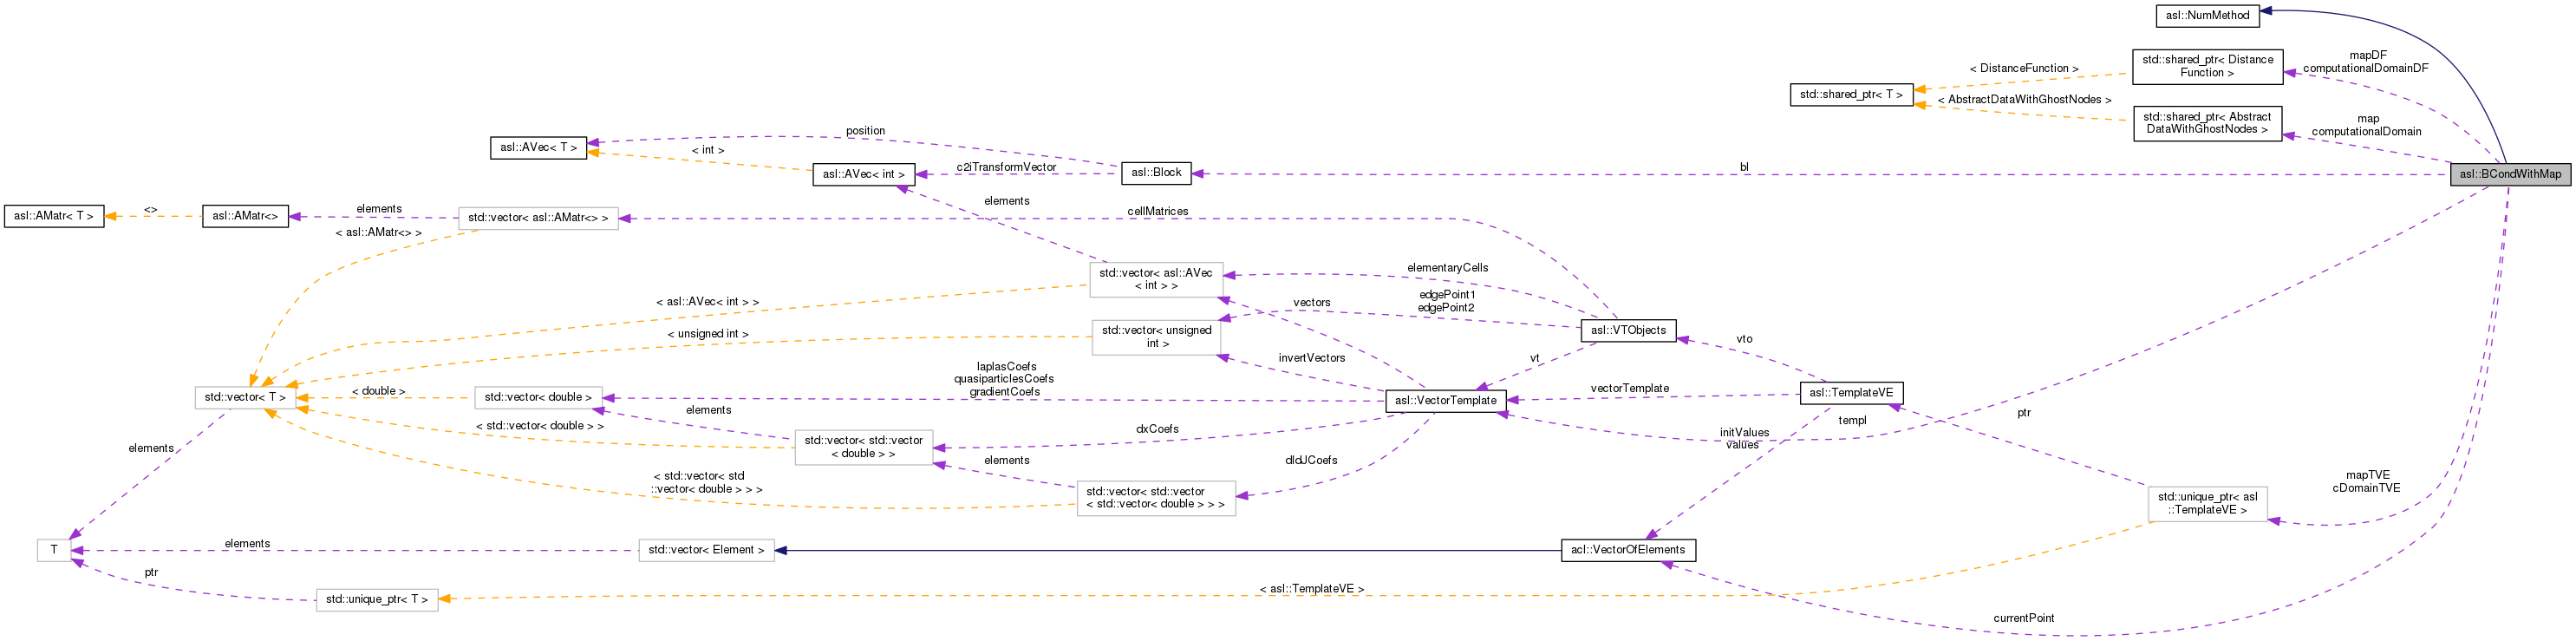 asl::NumMethod
mapDF
computationalDomainDF
std::shared_ptr< Distance
Function >
< DistanceFunction >
std::shared_ptr< T >
< AbstractDataWithGhostNodes >
std::shared_ptr< Abstract
DataWithGhostNodes >
map
computationalDomain
position
asl::AVec< T >
< int >
asl::AVec< int >
c2iTransformVector
asl::Block
bl
asl::BCondWithMap
asl::AMatr< T >
<>
asl::AMatr<>
elements
std::vector< asl::AMatr<> >
elements
cellMatrices
< asl::AMatr<> >
std::vector< asl::AVec
< int > >
elementaryCells
< asl::AVec< int > >
vectors
edgePoint1
edgePoint2
< unsigned int >
std::vector< unsigned
int >
asl::VTObjects
vto
invertVectors
vt
laplasCoefs
quasiparticlesCoefs
gradientCoefs
std::vector< T >
< double >
std::vector< double >
asl::VectorTemplate
vectorTemplate
asl::TemplateVE
elements
templ
ptr
< std::vector< double > >
dxCoefs
initValues
values
elements
std::vector< std::vector
< double > >
elements
dIdJCoefs
< std::vector< std
::vector< double > > >
mapTVE
cDomainTVE
std::vector< std::vector
< std::vector< double > > >
std::unique_ptr< asl
::TemplateVE >
T
elements
std::vector< Element >
acl::VectorOfElements
ptr
std::unique_ptr< T >
< asl::TemplateVE >
currentPoint